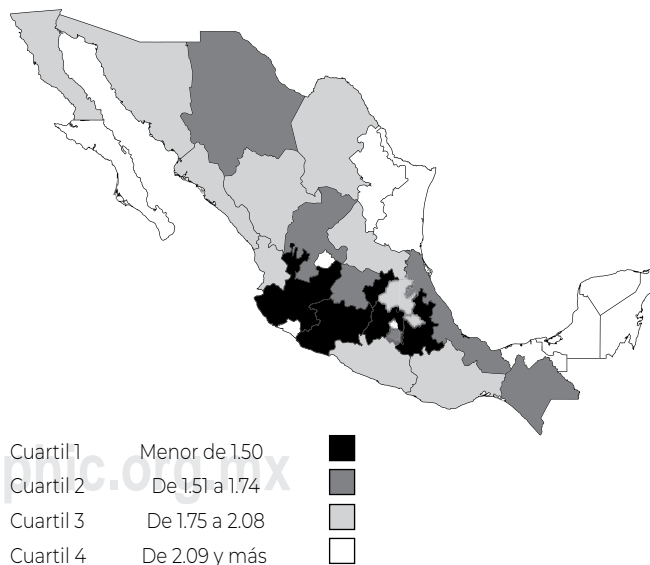 Cuartil 1 Menor de 1.50
Cuartil 2 De 1.51 a 1.74
Cuartil 3 De 1.75 a 2.08
Cuartil 4 De 2.09 y más
phic.org.mx